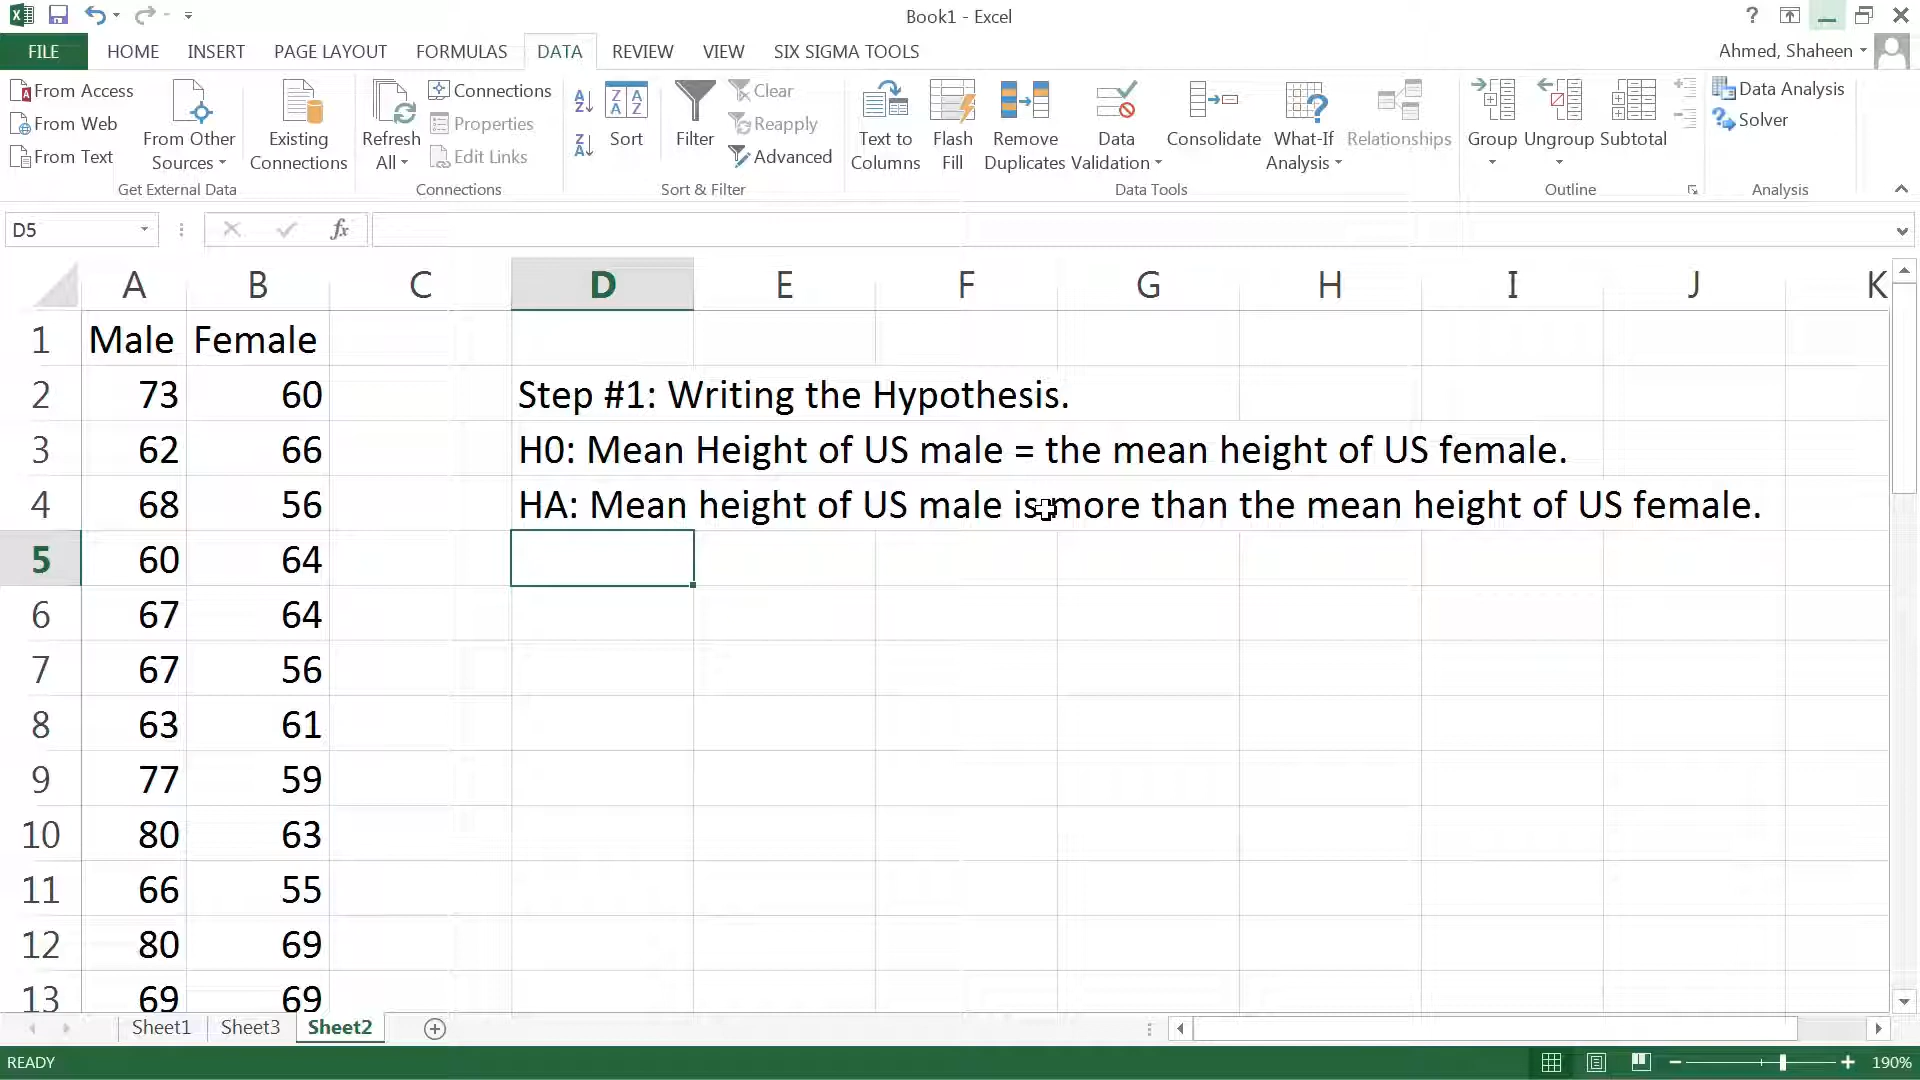 Book1 - Excel
?
FILE HOME INSERT PAGE LAYOUT FORMULAS DATA REVIEW VIEW SIX SIGMA TOOLS Ahmed, Shaheen
From Access
From Web
From Text
From Other Sources
Existing Connections
Get External Data
Refresh All
Connections
Properties
Edit Links
Connections
Sort
Filter
Clear
Reapply
Advanced
Sort & Filter
Text to Columns
Flash Fill
Remove Duplicates
Data Validation
Consolidate
What-If Analysis
Relationships
Data Tools
Group
Ungroup
Subtotal
Outline
Data Analysis
Solver
Analysis
D5 fx
A B C D E F G H I J K
1 Male Female
2 73 60 Step #1: Writing the Hypothesis.
3 62 66 H0: Mean Height of US male = the mean height of US female.
4 68 56 HA: Mean height of US male is more than the mean height of US female.
5 60 64
6 67 64
7 67 56
8 63 61
9 77 59
10 80 63
11 66 55
12 80 69
13 69 69
Sheet1 Sheet3 Sheet2
READY 190%